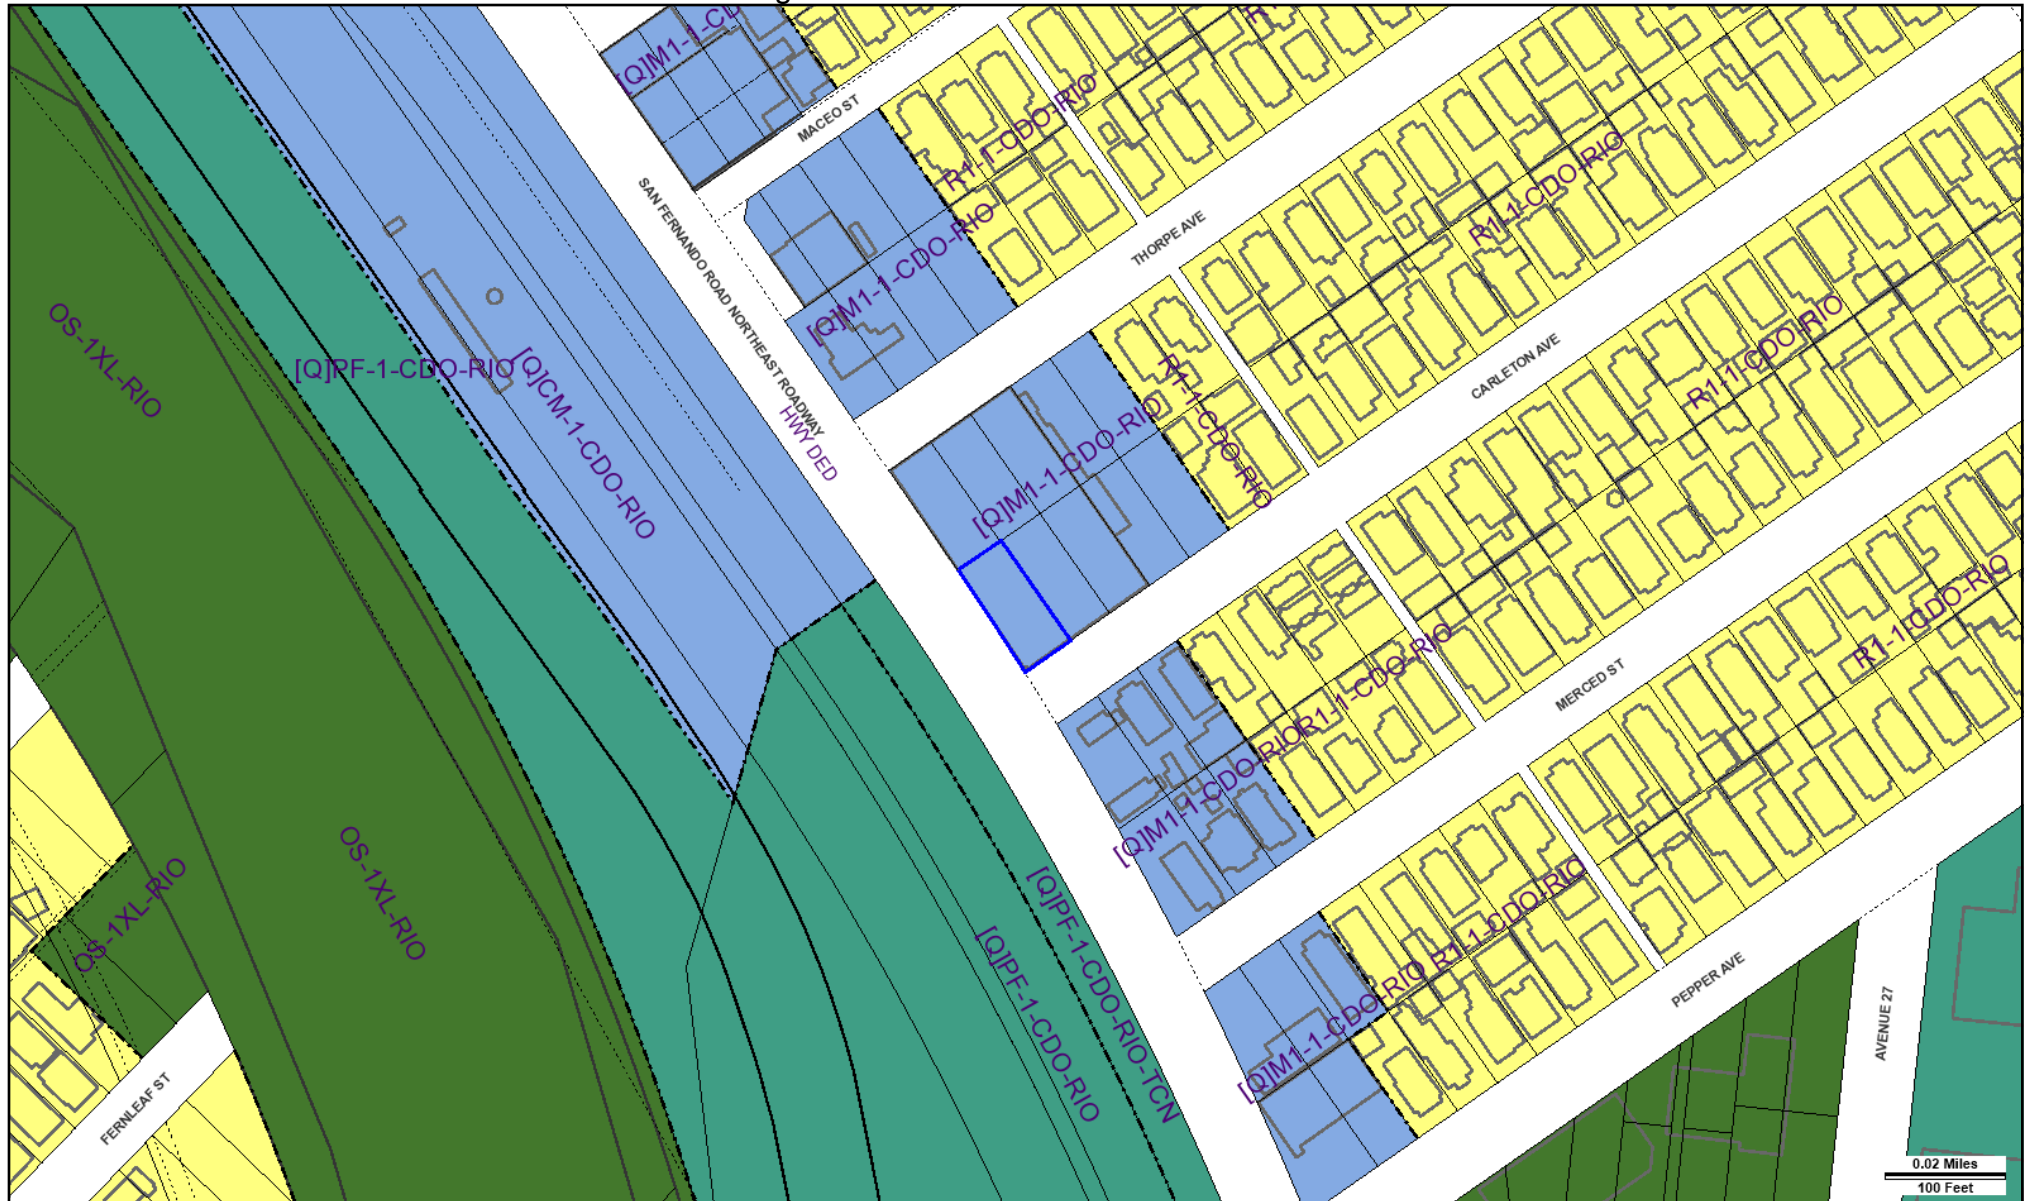 [Q]M1-1-CD
R1
MACEO ST
R1-1-CDO-RIO
R1-1-CDO-RIO
SAN FERNANDO ROAD NORTHEAST ROADWAY
HWY DED
THORPE AVE
[Q]M1-1-CDO-RIO
OS-1XL-RIO
[Q]PF-1-CDO-RIO
[Q]CM-1-CDO-RIO
CARLETON AVE
R1-1-CDO-RIO
R1-1-CDO-RIO
[Q]M1-1-CDO-RIO
MERCED ST
R1-1-CDO-RIO
R1-1-CDO-RIO
[Q]M1-1-CDO-RIO
OS-1XL-RIO
OS-1XL-RIO
[Q]PF-1-CDO-RIO-TCN
[Q]PF-1-CDO-RIO
R1-1-CDO-RIO
[Q]M1-1-CDO-RIO
PEPPER AVE
AVENUE 27
FERNLEAF ST
0.02 Miles
100 Feet